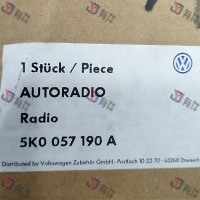 1 Stück / Piece
AUTORADIO
Radio
5K0 057 190 A
Distributed by Volkswagen Zubehör GmbH · Postfach 10 22 70 · 63268 Dreieich